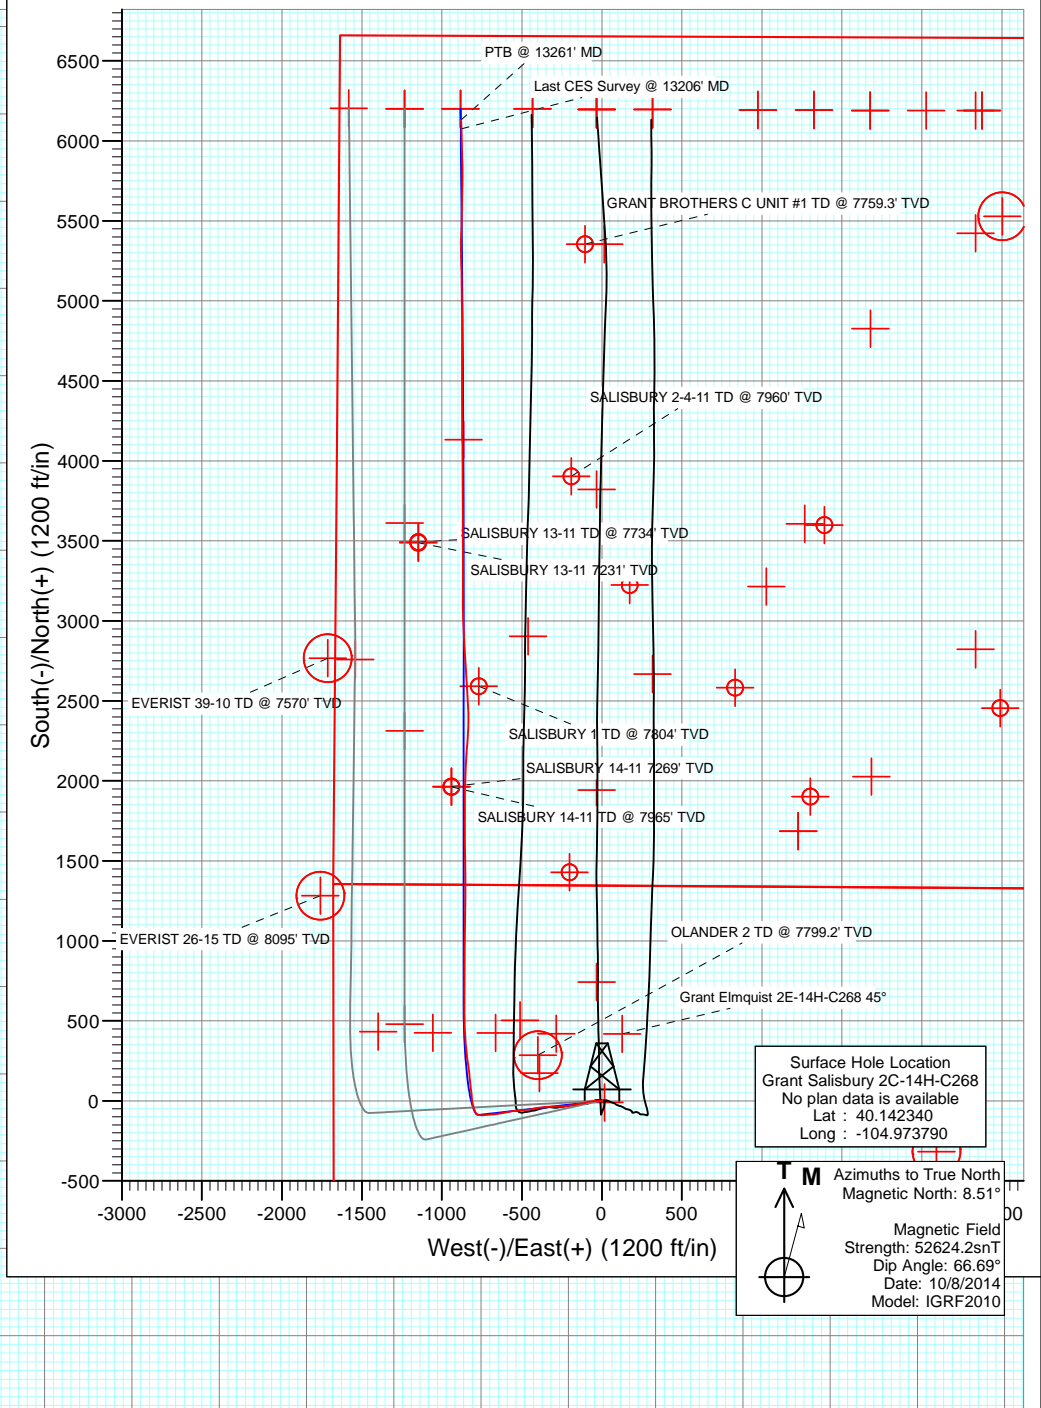 6500
6000
5500
5000
4500
4000
3500
3000
2500
2000
1500
1000
500
0
-500
South(-)/North(+) (1200 ft/in)
-3000
-2500
-2000
-1500
-1000
-500
0
500
00
West(-)/East(+) (1200 ft/in)
PTB @ 13261' MD
Last CES Survey @ 13206' MD
GRANT BROTHERS C UNIT #1 TD @ 7759.3' TVD
SALISBURY 2-4-11 TD @ 7960' TVD
SALISBURY 13-11 TD @ 7734' TVD
SALISBURY 13-11 7231' TVD
EVERIST 39-10 TD @ 7570' TVD
SALISBURY 1 TD @ 7804' TVD
SALISBURY 14-11 7269' TVD
SALISBURY 14-11 TD @ 7965' TVD
EVERIST 26-15 TD @ 8095' TVD
OLANDER 2 TD @ 7799.2' TVD
Grant Elmquist 2E-14H-C268 45°
Surface Hole Location
Grant Salisbury 2C-14H-C268
No plan data is available
Lat : 40.142340
Long : -104.973790
T M
Azimuths to True North
Magnetic North: 8.51°
Magnetic Field
Strength: 52624.2snT
Dip Angle: 66.69°
Date: 10/8/2014
Model: IGRF2010